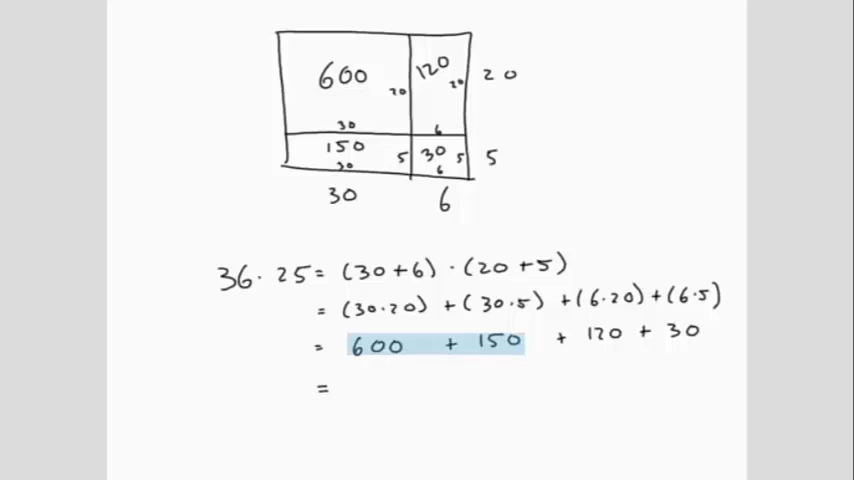 600 120 20
20 20
30 6
150 5 30 5 5
30 6
30 6
36 · 25 = (30 + 6) · (20 + 5)
= (30 · 20) + (30 · 5) + (6 · 20) + (6 · 5)
= 600 + 150 + 120 + 30
=